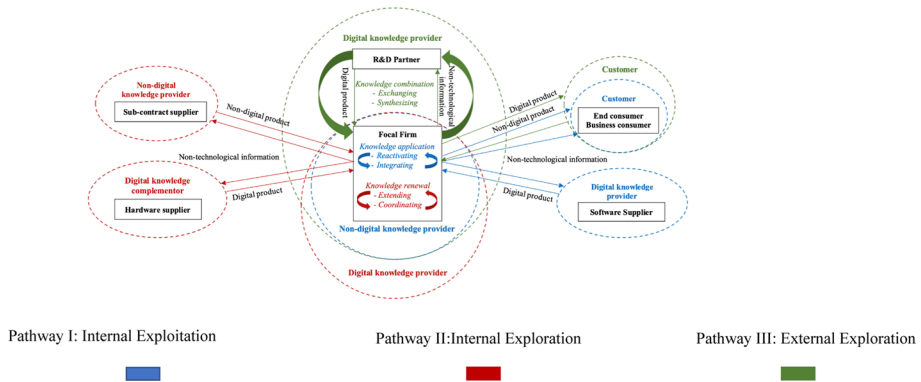 Digital knowledge provider
R&D Partner
Digital product
Knowledge combination
- Exchanging
- Synthesizing
Non-technological
information
Non-digital
knowledge provider
Sub-contract supplier
Non-digital product
Non-technological information
Digital knowledge
complementor
Hardware supplier
Digital product
Focal Firm
Knowledge application
- Reactivating
- Integrating
Knowledge renewal
- Extending
- Coordinating
Non-digital knowledge provider
Digital knowledge provider
Customer
Customer
End consumer
Business consumer
Digital product
Non-digital product
Non-technological information
Digital product
Digital knowledge
provider
Software Supplier
Pathway I: Internal Exploitation
Pathway II:Internal Exploration
Pathway III: External Exploration